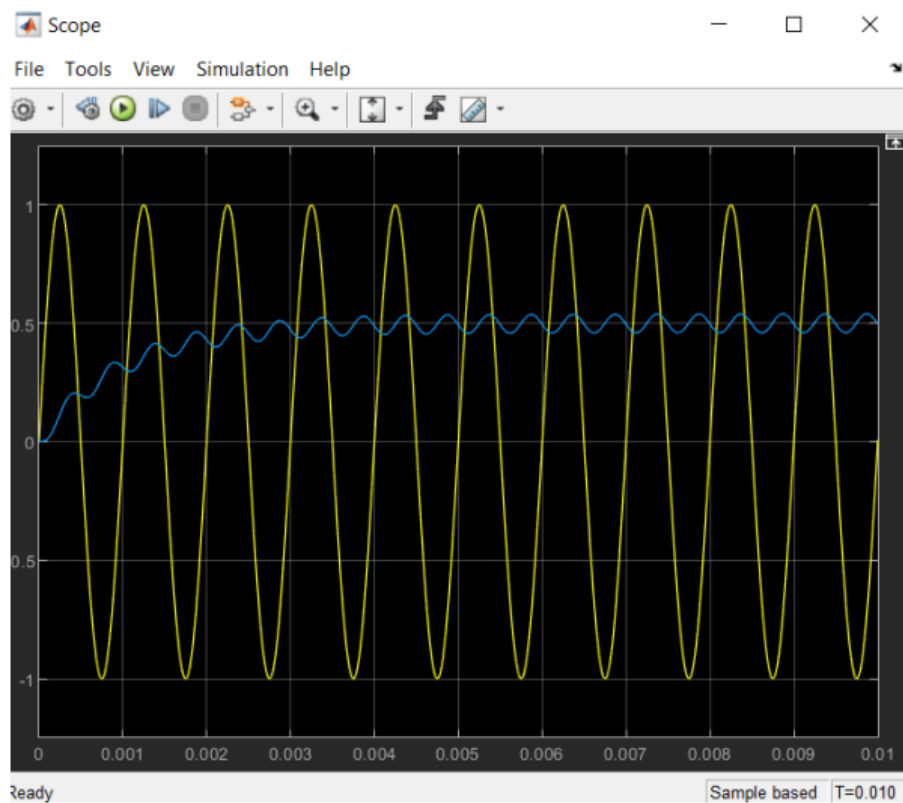 Scope
File Tools View Simulation Help
1
0.5
0
0.5
-1
0 0.001 0.002 0.003 0.004 0.005 0.006 0.007 0.008 0.009 0.01
Ready Sample based T=0.010